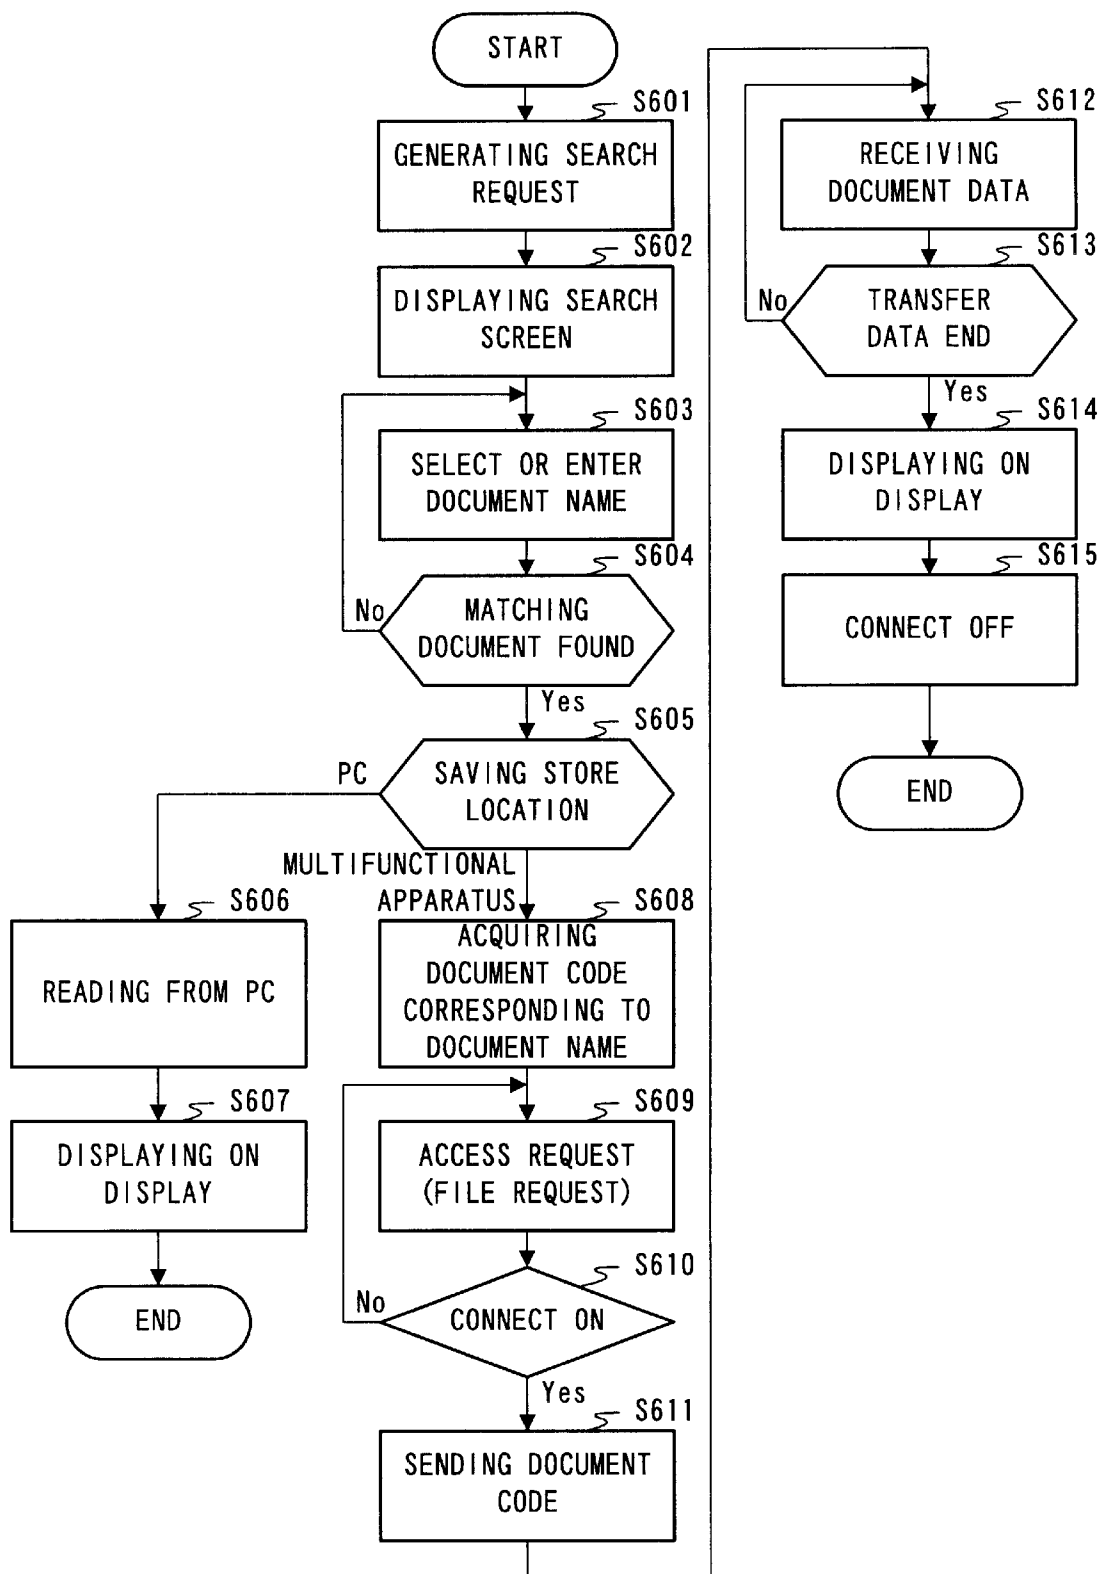 START
S601
GENERATING SEARCH
REQUEST
S602
DISPLAYING SEARCH
SCREEN
S603
SELECT OR ENTER
DOCUMENT NAME
S604
No
MATCHING
DOCUMENT FOUND
Yes
S605
PC
SAVING STORE
LOCATION
MULTIFUNCTIONAL
APPARATUS
S606
READING FROM PC
S607
DISPLAYING ON
DISPLAY
END
S608
ACQUIRING
DOCUMENT CODE
CORRESPONDING TO
DOCUMENT NAME
S609
ACCESS REQUEST
(FILE REQUEST)
S610
No
CONNECT ON
Yes
S611
SENDING DOCUMENT
CODE
S612
RECEIVING
DOCUMENT DATA
S613
No
TRANSFER
DATA END
Yes
S614
DISPLAYING ON
DISPLAY
S615
CONNECT OFF
END